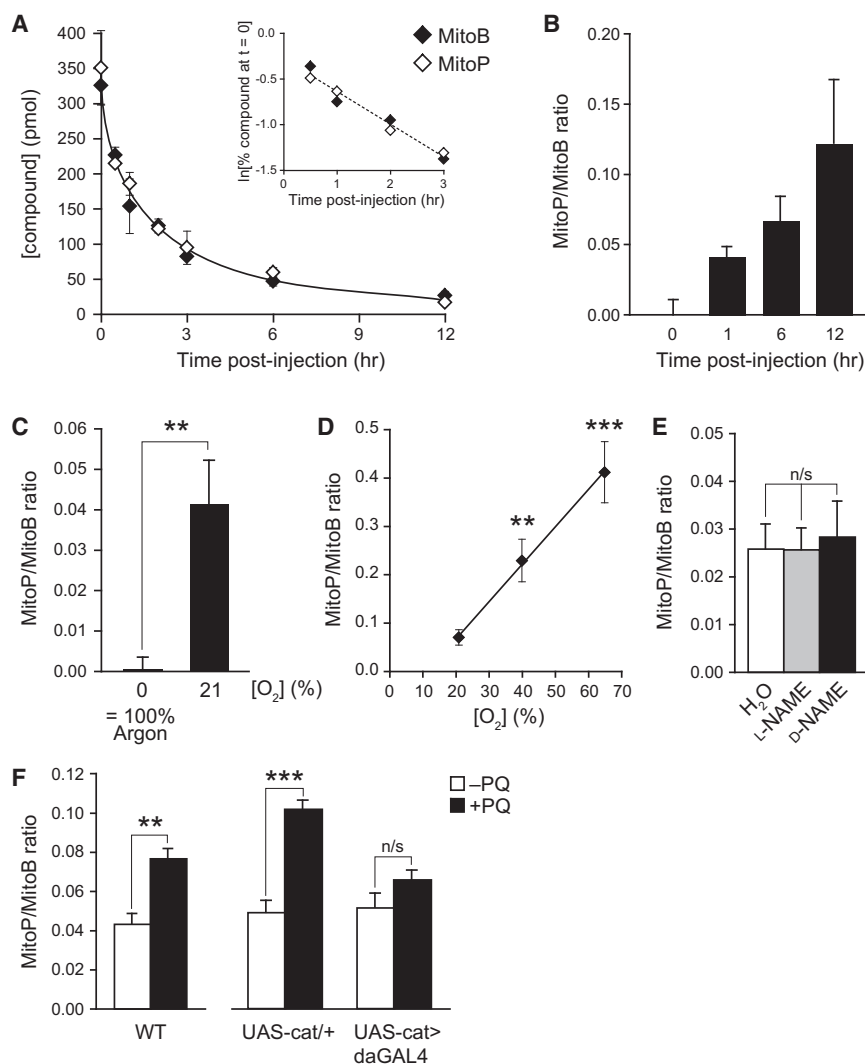 A
[compound] (pmol)
400
350
300
250
200
150
100
50
0
0 3 6 9 12
Time post-injection (hr)
ln[% compound at t = 0]
0.0
-0.5
-1.0
-1.5
0 1 2 3
Time post-injection (hr)
MitoB
MitoP
B
MitoP/MitoB ratio
0.20
0.15
0.10
0.05
0.00
0 1 6 12
Time post-injection (hr)
C
MitoP/MitoB ratio
0.06
0.05
0.04
0.03
0.02
0.01
0.00
**
0 21 [O₂] (%)
= 100%
Argon
D
MitoP/MitoB ratio
0.5
0.4
0.3
0.2
0.1
0.0
**
***
0 10 20 30 40 50 60 70
[O₂] (%)
E
MitoP/MitoB ratio
0.05
0.04
0.03
0.02
0.01
0.00
n/s
H₂O
L-NAME
D-NAME
F
MitoP/MitoB ratio
0.12
0.10
0.08
0.06
0.04
0.02
0.00
**
***
n/s
–PQ
+PQ
WT
UAS-cat/+
UAS-cat>
daGAL4